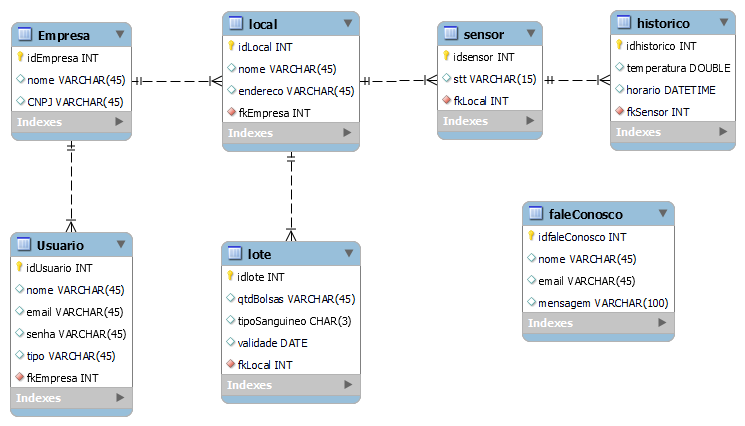 Empresa
idEmpresa INT
nome VARCHAR(45)
CNPJ VARCHAR(45)
Indexes
local
idLocal INT
nome VARCHAR(45)
endereco VARCHAR(45)
fkEmpresa INT
Indexes
sensor
idsensor INT
stt VARCHAR(15)
fkLocal INT
Indexes
historico
idhistorico INT
temperatura DOUBLE
horario DATETIME
fkSensor INT
Indexes
Usuario
idUsuario INT
nome VARCHAR(45)
email VARCHAR(45)
senha VARCHAR(45)
tipo VARCHAR(45)
fkEmpresa INT
Indexes
lote
idlote INT
qtdBolsas VARCHAR(45)
tipoSanguineo CHAR(3)
validade DATE
fkLocal INT
Indexes
faleConosco
idfaleConosco INT
nome VARCHAR(45)
email VARCHAR(45)
mensagem VARCHAR(100)
Indexes